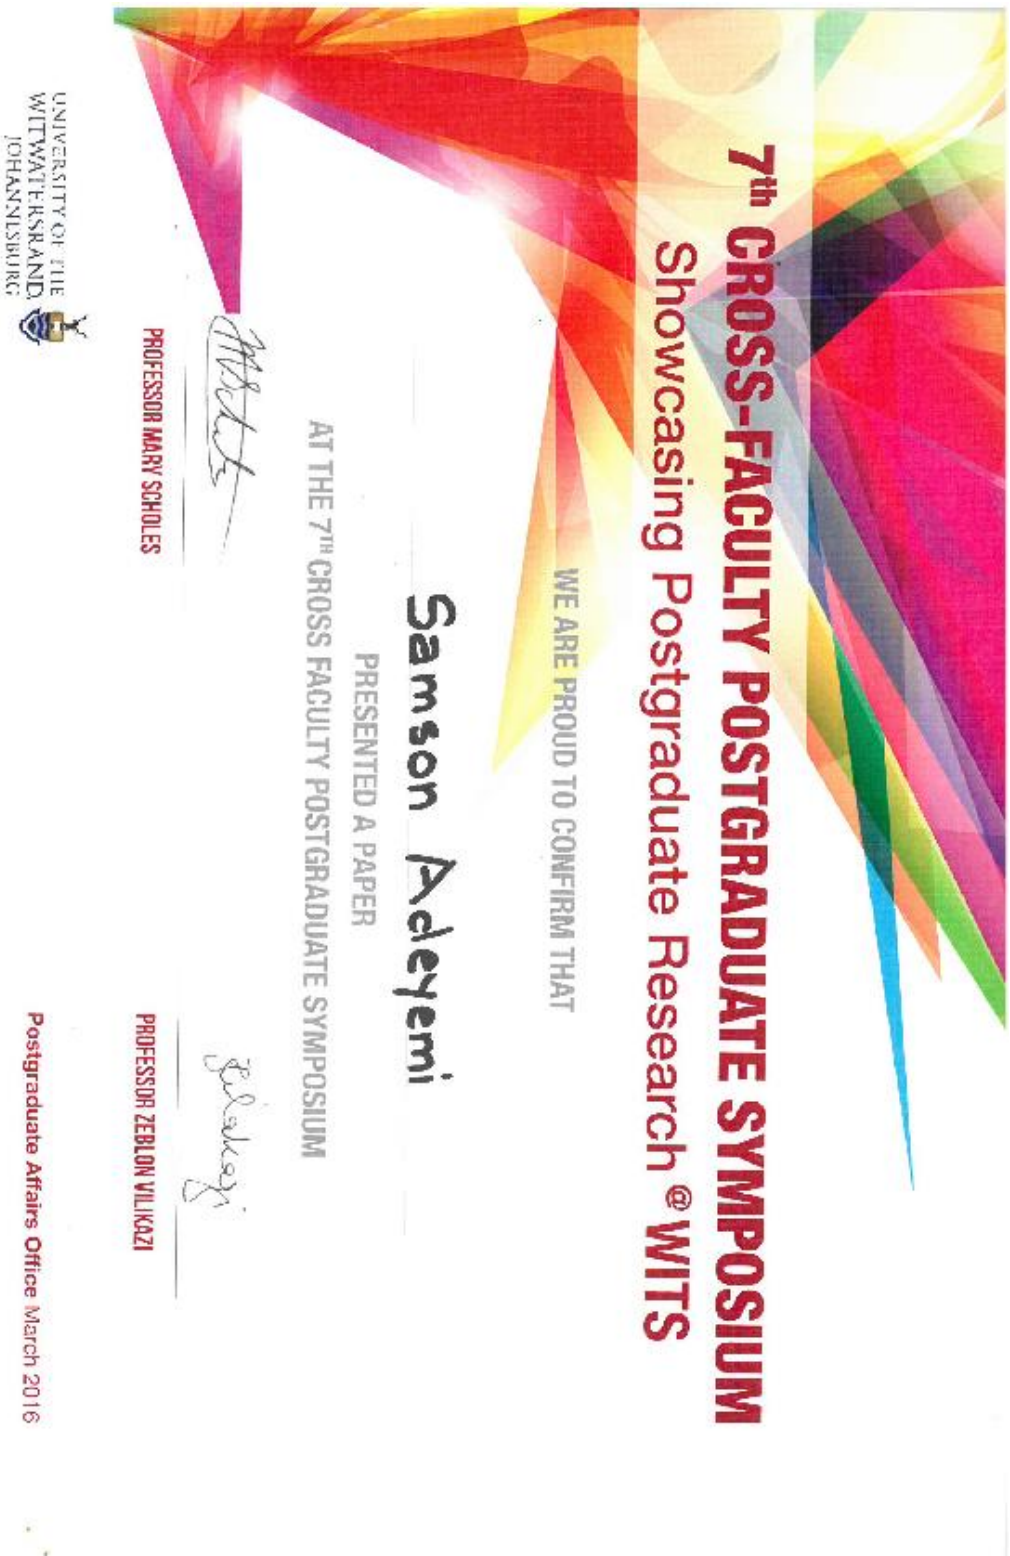 7th CROSS-FACULTY POSTGRADUATE SYMPOSIUM
Showcasing Postgraduate Research @ WITS
WE ARE PROUD TO CONFIRM THAT
Samson Adeyemi
PRESENTED A PAPER
AT THE 7TH CROSS FACULTY POSTGRADUATE SYMPOSIUM
PROFESSOR MARY SCHOLES
PROFESSOR ZEBLON VILIKAZI
UNIVERSITY OF THE
WITWATERSRAND,
JOHANNESBURG
Postgraduate Affairs Office March 2016